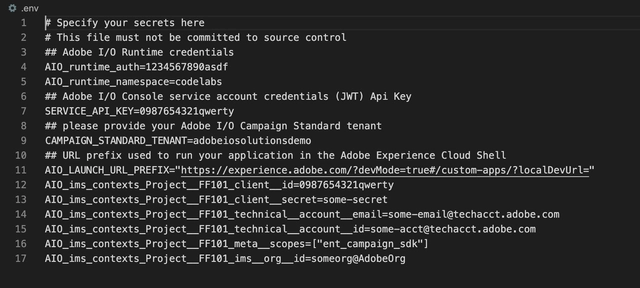 .env
1 # Specify your secrets here
2 # This file must not be committed to source control
3 ## Adobe I/O Runtime credentials
4 AIO_runtime_auth=1234567890asdf
5 AIO_runtime_namespace=codelabs
6 ## Adobe I/O Console service account credentials (JWT) Api Key
7 SERVICE_API_KEY=0987654321qwerty
8 ## please provide your Adobe I/O Campaign Standard tenant
9 CAMPAIGN_STANDARD_TENANT=adobeiosolutionsdemo
10 ## URL prefix used to run your application in the Adobe Experience Cloud Shell
11 AIO_LAUNCH_URL_PREFIX="https://experience.adobe.com/?devMode=true#/custom-apps/?localDevUrl="
12 AIO_ims_contexts_Project__FF101_client__id=0987654321qwerty
13 AIO_ims_contexts_Project__FF101_client__secret=some-secret
14 AIO_ims_contexts_Project__FF101_technical__account__email=some-email@techacct.adobe.com
15 AIO_ims_contexts_Project__FF101_technical__account__id=some-acct@techacct.adobe.com
16 AIO_ims_contexts_Project__FF101_meta__scopes=["ent_campaign_sdk"]
17 AIO_ims_contexts_Project__FF101_ims__org__id=someorg@AdobeOrg